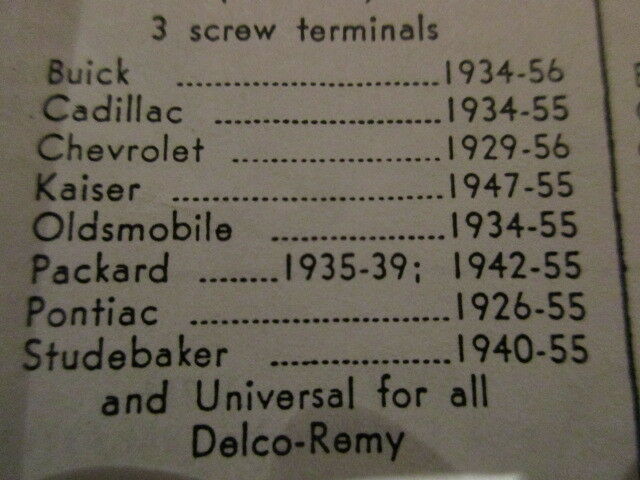 3 screw terminals
Buick ........................1934-56
Cadillac ....................1934-55
Chevrolet ..................1929-56
Kaiser ........................1947-55
Oldsmobile ...............1934-55
Packard ........1935-39; 1942-55
Pontiac .......................1926-55
Studebaker ................1940-55
and Universal for all
Delco-Remy